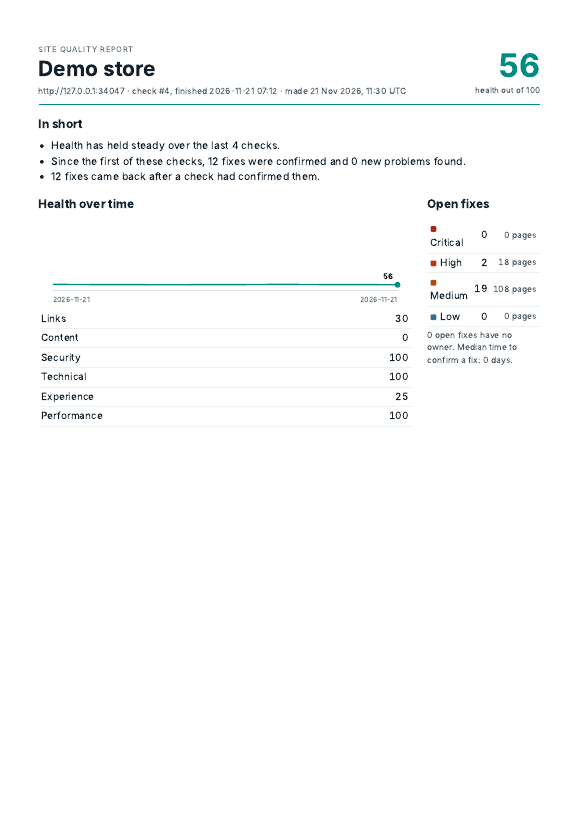 SITE QUALITY REPORT
Demo store
http://127.0.0.1:34047 · check #4, finished 2026-11-21 07:12 · made 21 Nov 2026, 11:30 UTC
56
health out of 100
In short
• Health has held steady over the last 4 checks.
• Since the first of these checks, 12 fixes were confirmed and 0 new problems found.
• 12 fixes came back after a check had confirmed them.
Health over time
56
2026-11-21 2026-11-21
Links 30
Content 0
Security 100
Technical 100
Experience 25
Performance 100
Open fixes
Critical 0 0 pages
High 2 18 pages
Medium 19 108 pages
Low 0 0 pages
0 open fixes have no
owner. Median time to
confirm a fix: 0 days.